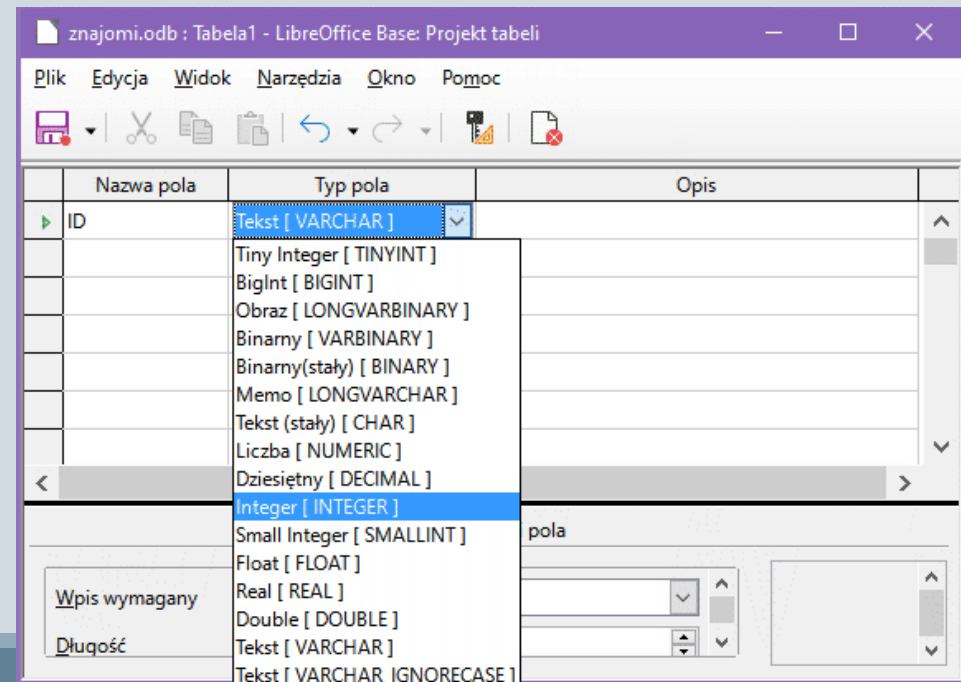 znajomi.odb : Tabela1 - LibreOffice Base: Projekt tabeli
Plik Edycja Widok Narzędzia Okno Pomoc
Nazwa pola Typ pola Opis
ID Tekst [ VARCHAR ]
Tiny Integer [ TINYINT ]
BigInt [ BIGINT ]
Obraz [ LONGVARBINARY ]
Binarny [ VARBINARY ]
Binarny(stały) [ BINARY ]
Memo [ LONGVARCHAR ]
Tekst (stały) [ CHAR ]
Liczba [ NUMERIC ]
Dziesiętny [ DECIMAL ]
Integer [ INTEGER ]
Small Integer [ SMALLINT ] pola
Float [ FLOAT ]
Wpis wymagany Real [ REAL ]
Double [ DOUBLE ]
Długość Tekst [ VARCHAR ]
Tekst [ VARCHAR_IGNORECASE ]